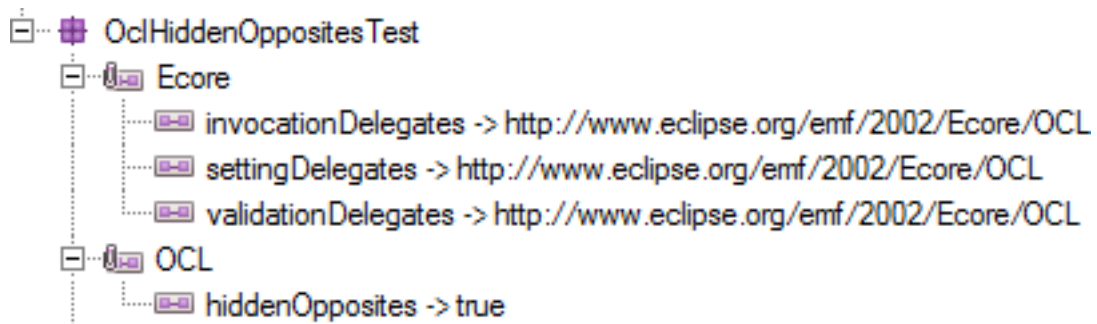 OclHiddenOppositesTest
Ecore
invocationDelegates -> http://www.eclipse.org/emf/2002/Ecore/OCL
settingDelegates -> http://www.eclipse.org/emf/2002/Ecore/OCL
validationDelegates -> http://www.eclipse.org/emf/2002/Ecore/OCL
OCL
hiddenOpposites -> true